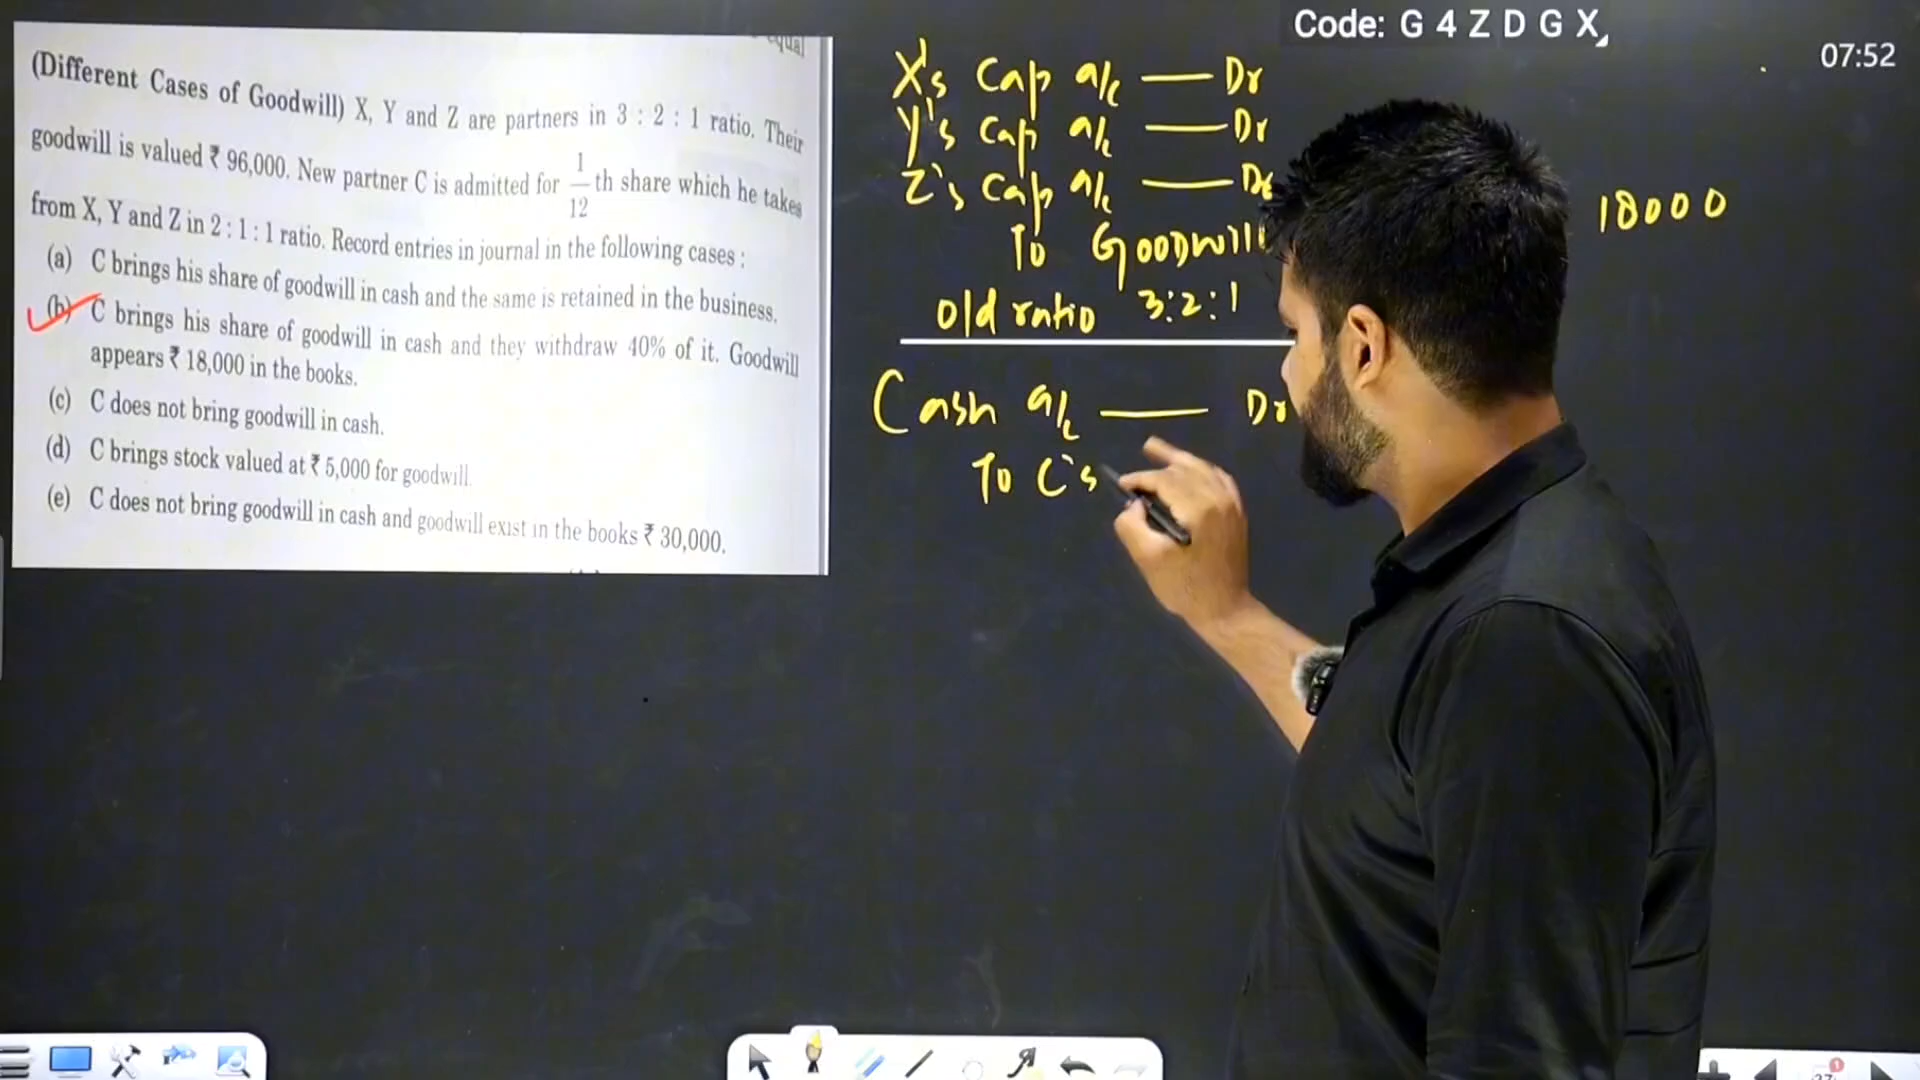 Code: G 4 Z D G X
07:52
equal
(Different Cases of Goodwill) X, Y and Z are partners in 3 : 2 : 1 ratio. Their
goodwill is valued ₹ 96,000. New partner C is admitted for 1/12 th share which he takes
from X, Y and Z in 2 : 1 : 1 ratio. Record entries in journal in the following cases :
(a) C brings his share of goodwill in cash and the same is retained in the business.
(b) C brings his share of goodwill in cash and they withdraw 40% of it. Goodwill
appears ₹ 18,000 in the books.
(c) C does not bring goodwill in cash.
(d) C brings stock valued at ₹ 5,000 for goodwill.
(e) C does not bring goodwill in cash and goodwill exist in the books ₹ 30,000.
X's Cap a/c —— Dr
Y's Cap a/c —— Dr
Z's Cap a/c —— Dr
To Goodwill
18000
old ratio 3:2:1
Cash a/c —— Dr
To C's
27